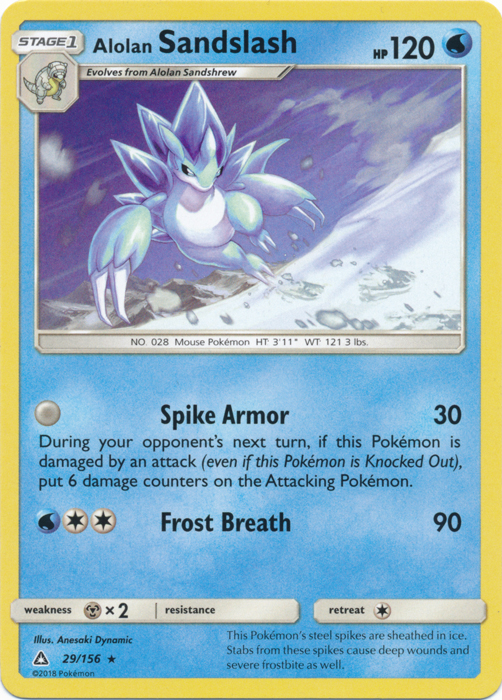 STAGE 1 Alolan Sandslash HP 120
Evolves from Alolan Sandshrew
NO. 028 Mouse Pokémon HT: 3'11" WT: 121.3 lbs.
Spike Armor 30
During your opponent's next turn, if this Pokémon is
damaged by an attack (even if this Pokémon is Knocked Out),
put 6 damage counters on the Attacking Pokémon.
Frost Breath 90
weakness ×2 resistance retreat
Illus. Anesaki Dynamic
29/156 ★
©2018 Pokémon
This Pokémon's steel spikes are sheathed in ice.
Stabs from these spikes cause deep wounds and
severe frostbite as well.